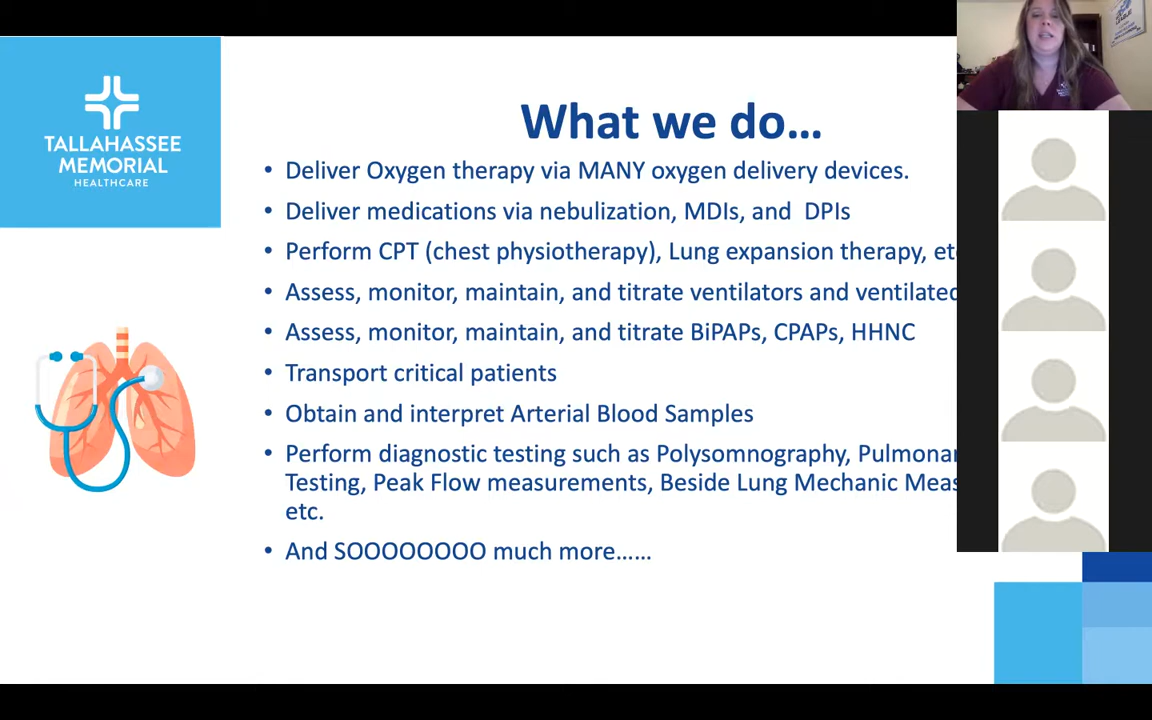 TALLAHASSEE
MEMORIAL
HEALTHCARE
What we do...
• Deliver Oxygen therapy via MANY oxygen delivery devices.
• Deliver medications via nebulization, MDIs, and DPIs
• Perform CPT (chest physiotherapy), Lung expansion therapy,
• Assess, monitor, maintain, and titrate ventilators and ventilated
• Assess, monitor, maintain, and titrate BiPAPs, CPAPs, HHNC
• Transport critical patients
• Obtain and interpret Arterial Blood Samples
• Perform diagnostic testing such as Polysomnography,
Testing, Peak Flow measurements, Beside Lung Mechanic
etc.
• And SOOOOOOOO much more......